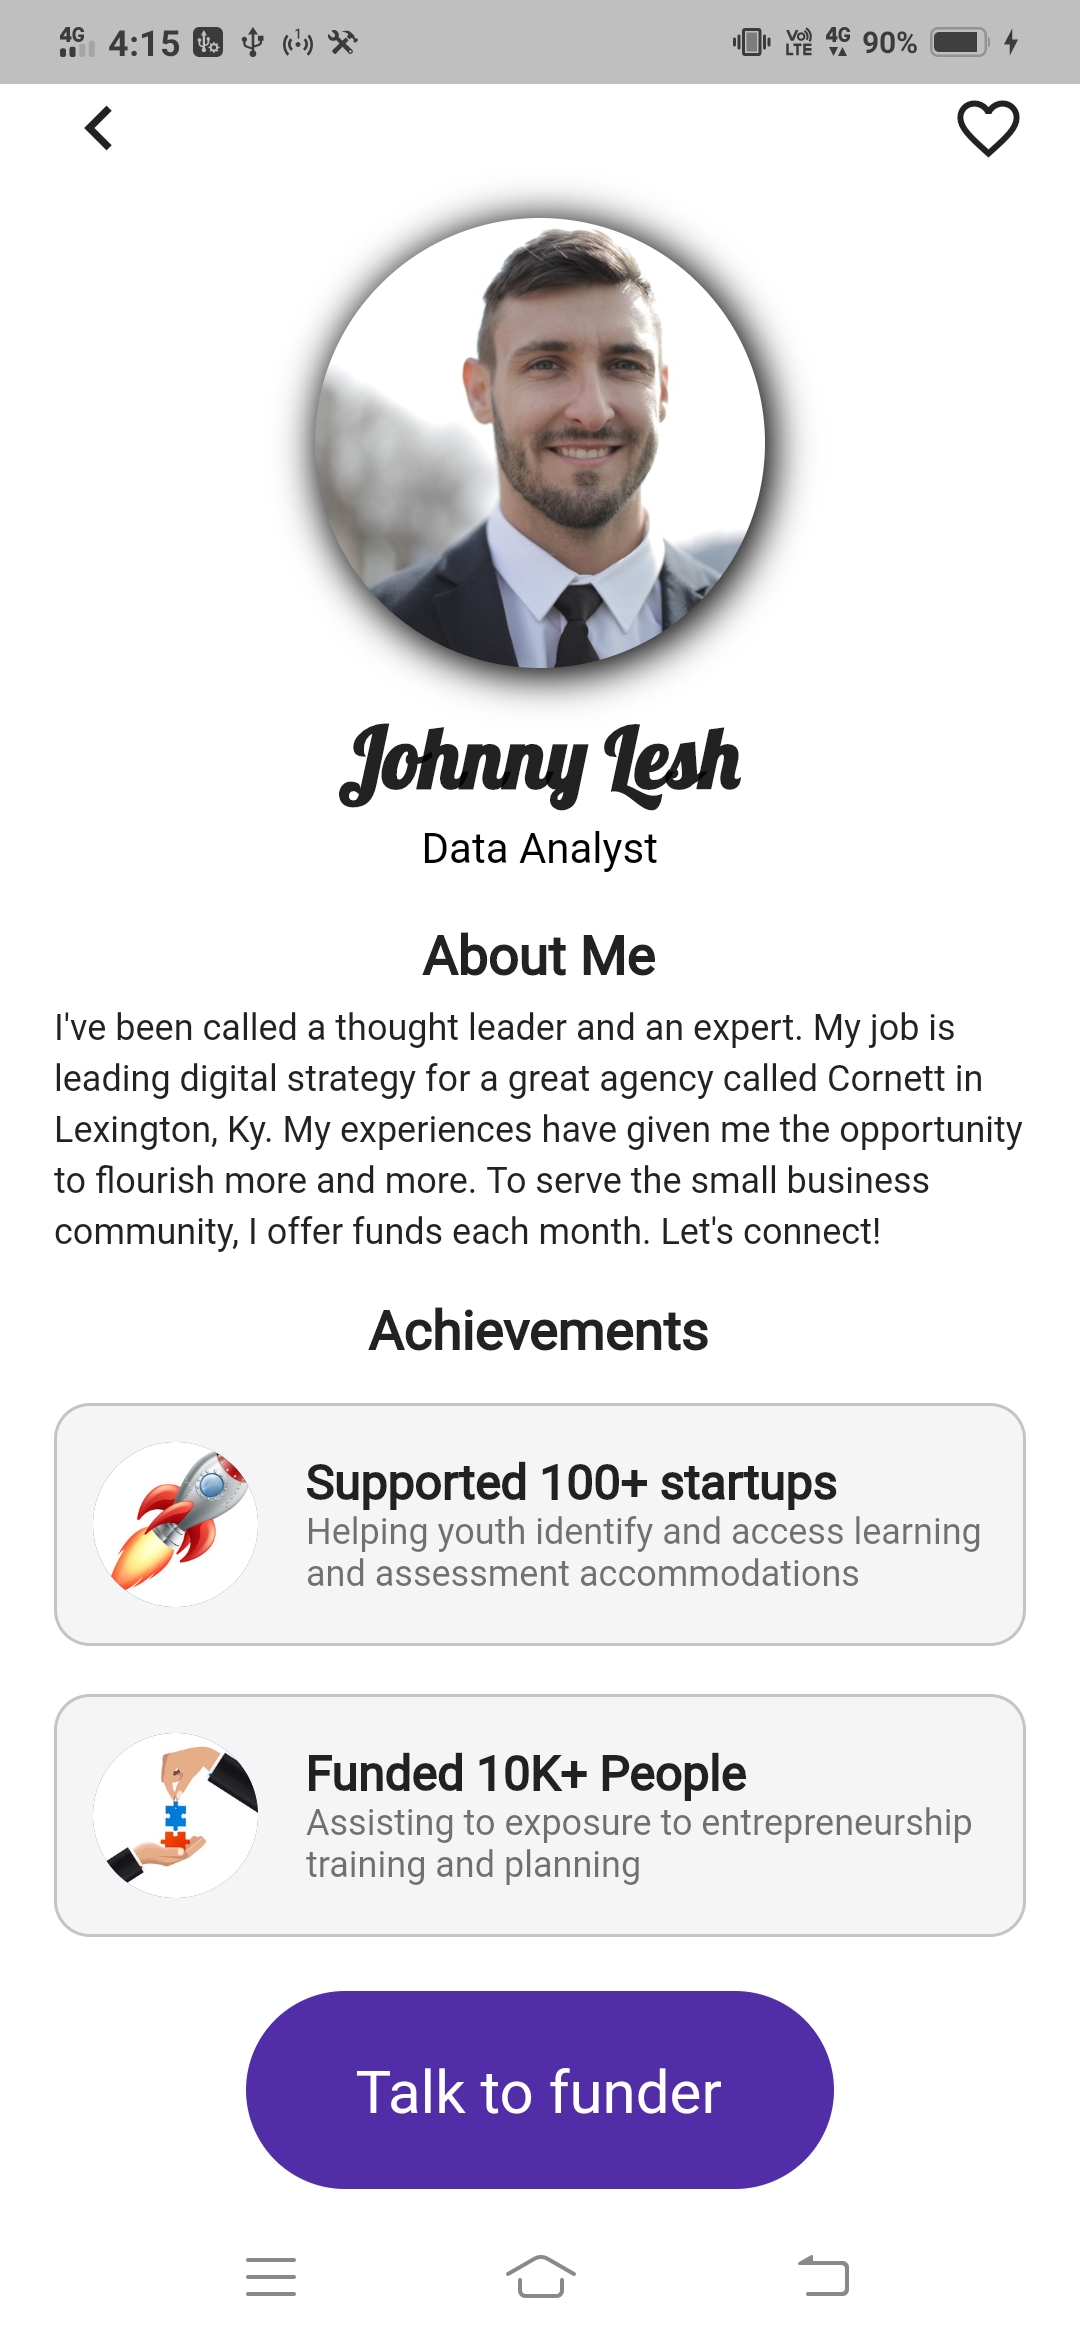 4G 4:15 1 Vo) LTE 4G 90%
Johnny Lesh
Data Analyst
About Me
I've been called a thought leader and an expert. My job is
leading digital strategy for a great agency called Cornett in
Lexington, Ky. My experiences have given me the opportunity
to flourish more and more. To serve the small business
community, I offer funds each month. Let's connect!
Achievements
Supported 100+ startups
Helping youth identify and access learning
and assessment accommodations
Funded 10K+ People
Assisting to exposure to entrepreneurship
training and planning
Talk to funder